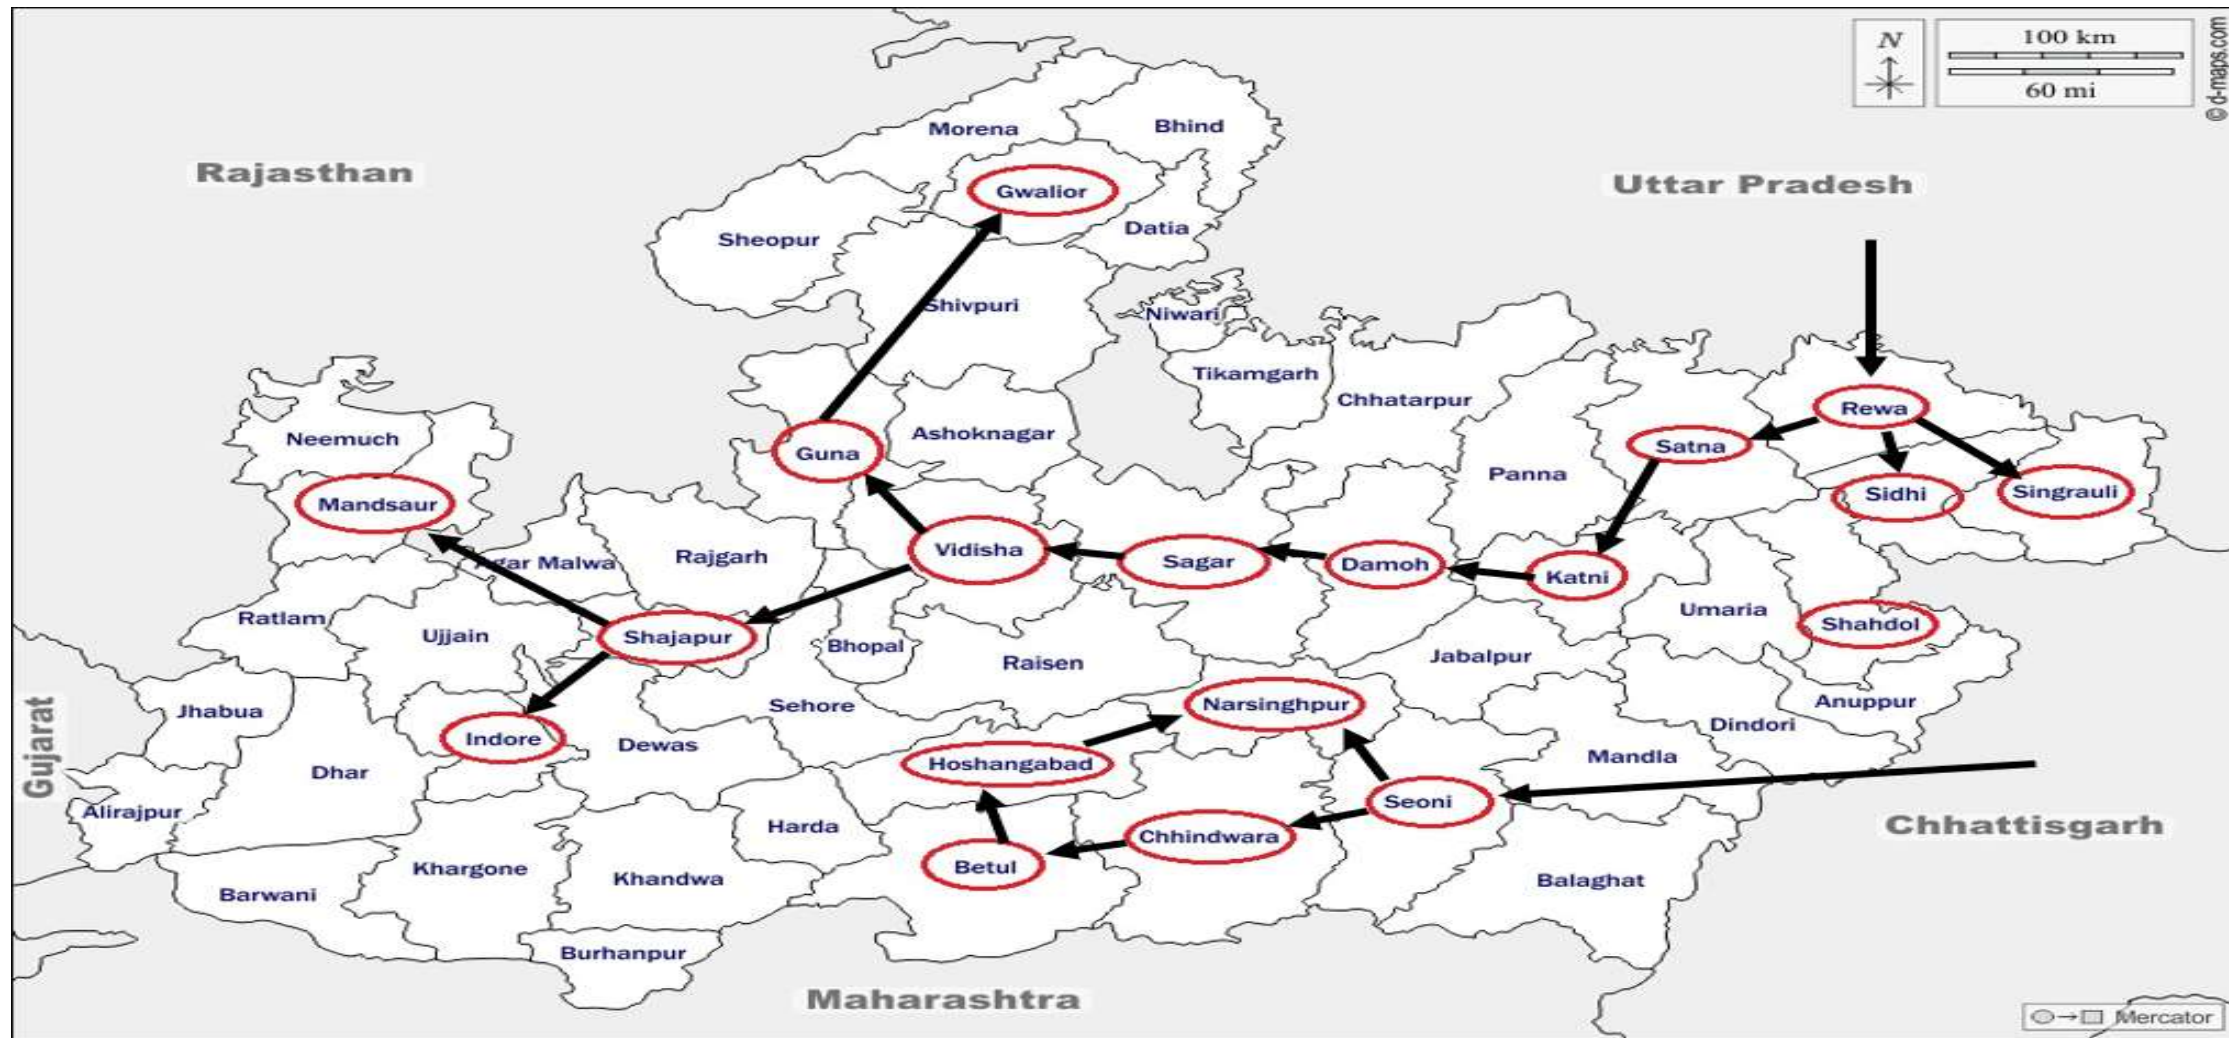 N
100 km
60 mi
© d-maps.com
Rajasthan
Uttar Pradesh
Morena
Bhind
Gwalior
Datia
Sheopur
Shivpuri
Niwari
Tikamgarh
Chhatarpur
Rewa
Satna
Panna
Sidhi
Singrauli
Neemuch
Mandsaur
Guna
Ashoknagar
Agar Malwa
Rajgarh
Vidisha
Sagar
Damoh
Katni
Umaria
Shahdol
Ratlam
Ujjain
Shajapur
Bhopal
Raisen
Jabalpur
Gujarat
Jhabua
Indore
Dewas
Sehore
Narsinghpur
Dindori
Anuppur
Mandla
Hoshangabad
Dhar
Alirajpur
Harda
Betul
Chhindwara
Seoni
Chhattisgarh
Barwani
Khargone
Khandwa
Balaghat
Burhanpur
Maharashtra
Mercator